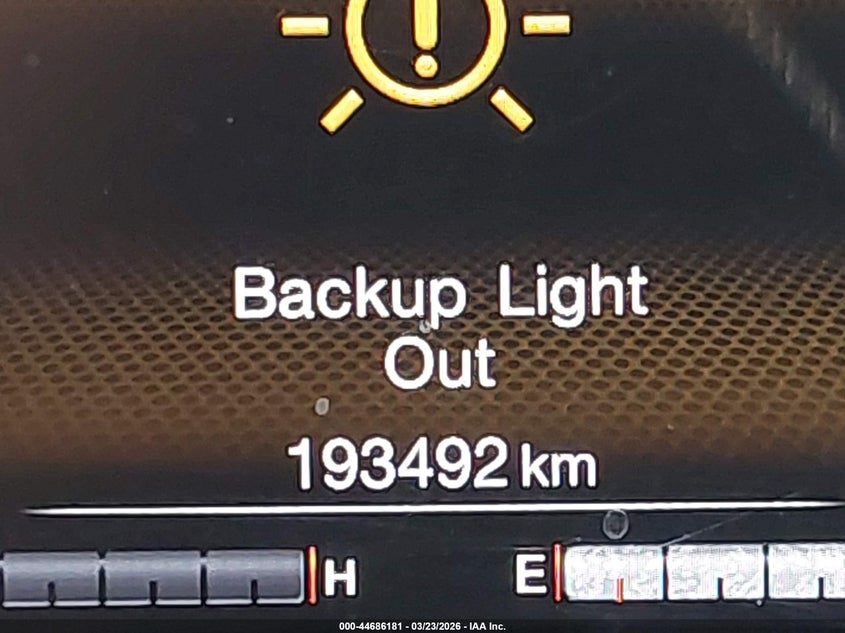 Backup Light
Out
193492 km
H E
000-44686181 - 03/23/2026 - IAA Inc.